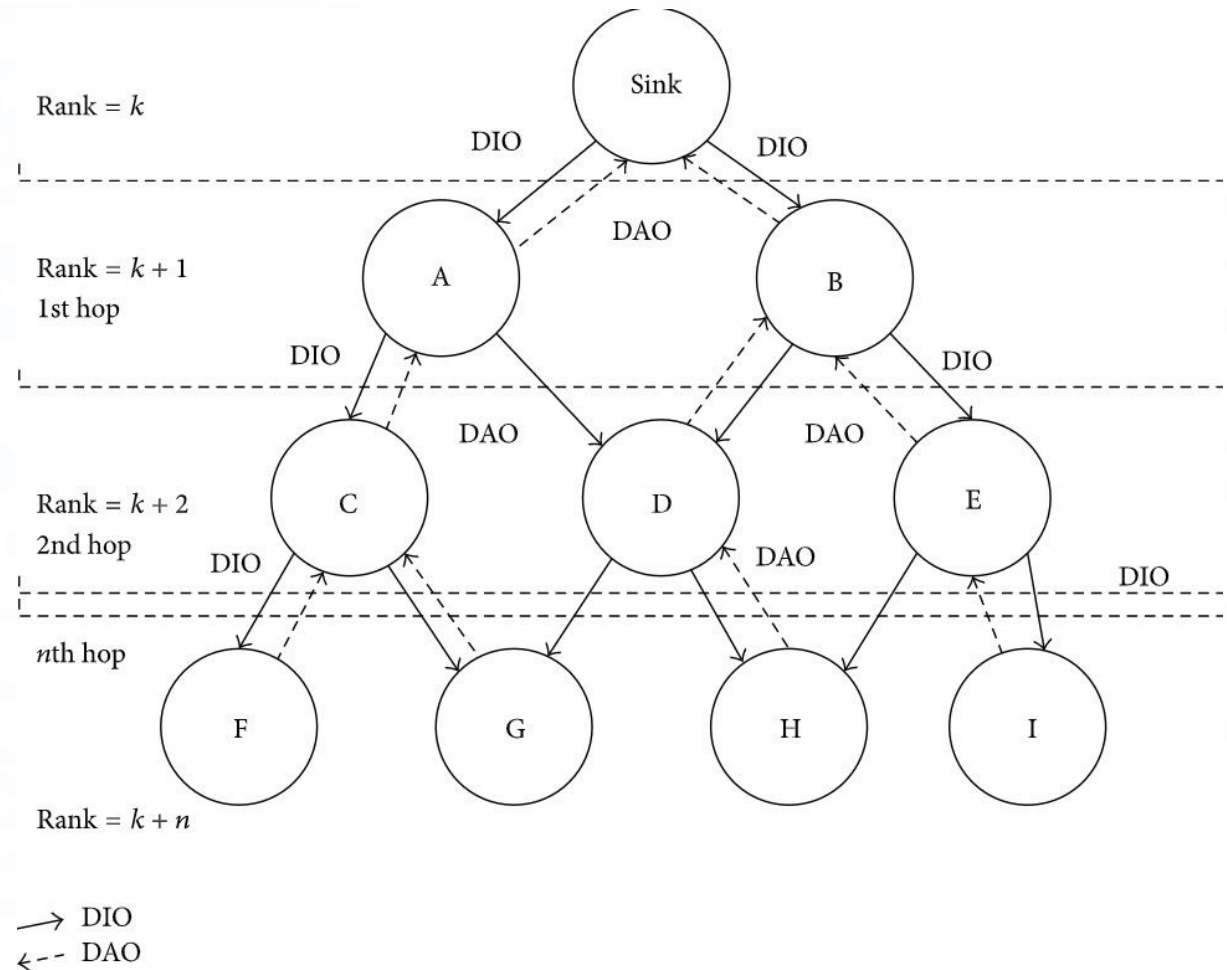 Sink
Rank = k
DIO
DIO
DAO
Rank = k + 1
1st hop
A
B
DIO
DIO
DAO
DAO
Rank = k + 2
2nd hop
C
D
E
DIO
DAO
DIO
nth hop
F
G
H
I
Rank = k + n
DIO
DAO